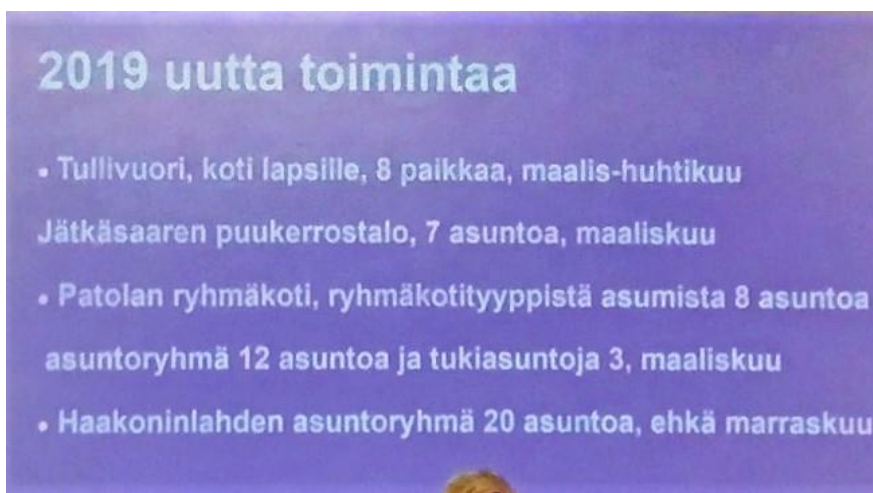 2019 uutta toimintaa
• Tullivuori, koti lapsille, 8 paikkaa, maalis-huhtikuu
Jätkäsaaren puukerrostalo, 7 asuntoa, maaliskuu
• Patolan ryhmäkoti, ryhmäkotityyppistä asumista 8 asuntoa
asuntoryhmä 12 asuntoa ja tukiasuntoja 3, maaliskuu
• Haakoninlahden asuntoryhmä 20 asuntoa, ehkä marraskuu